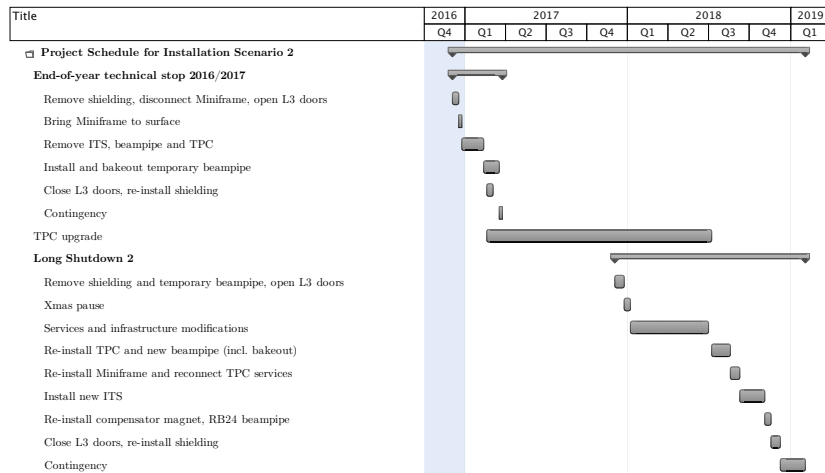 Title 2016 2017 2018 2019
Q4 Q1 Q2 Q3 Q4 Q1 Q2 Q3 Q4 Q1
Project Schedule for Installation Scenario 2
End-of-year technical stop 2016/2017
Remove shielding, disconnect Miniframe, open L3 doors
Bring Miniframe to surface
Remove ITS, beampipe and TPC
Install and bakeout temporary beampipe
Close L3 doors, re-install shielding
Contingency
TPC upgrade
Long Shutdown 2
Remove shielding and temporary beampipe, open L3 doors
Xmas pause
Services and infrastructure modifications
Re-install TPC and new beampipe (incl. bakeout)
Re-install Miniframe and reconnect TPC services
Install new ITS
Re-install compensator magnet, RB24 beampipe
Close L3 doors, re-install shielding
Contingency